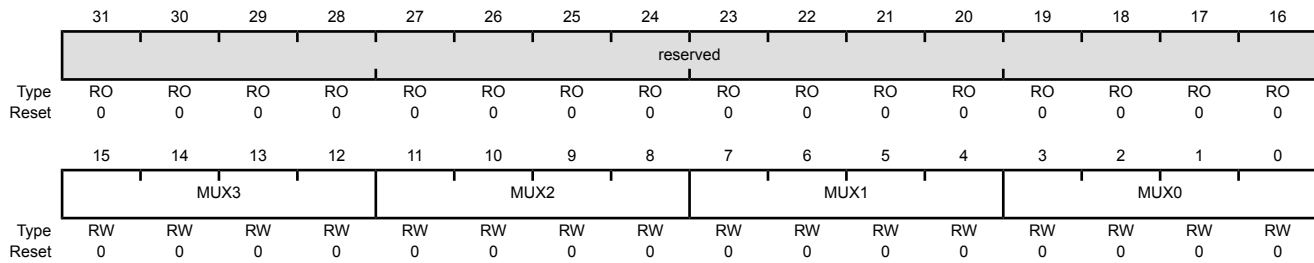 31 30 29 28 27 26 25 24 23 22 21 20 19 18 17 16
reserved
Type RO RO RO RO RO RO RO RO RO RO RO RO RO RO RO RO
Reset 0 0 0 0 0 0 0 0 0 0 0 0 0 0 0 0
15 14 13 12 11 10 9 8 7 6 5 4 3 2 1 0
MUX3 MUX2 MUX1 MUX0
Type RW RW RW RW RW RW RW RW RW RW RW RW RW RW RW RW
Reset 0 0 0 0 0 0 0 0 0 0 0 0 0 0 0 0